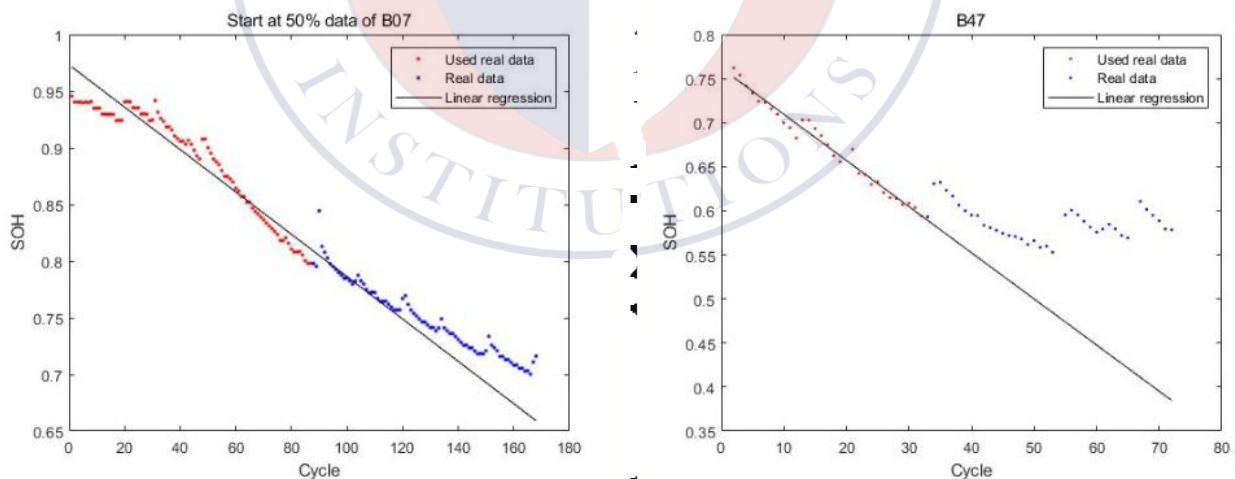 Start at 50% data of B07
Used real data
Real data
Linear regression
1
0.95
0.9
0.85
0.8
0.75
0.7
0.65
SOH
0
20
40
60
80
100
120
140
160
180
Cycle
B47
Used real data
Real data
Linear regression
0.8
0.75
0.7
0.65
0.6
0.55
0.5
0.45
0.4
0.35
SOH
0
10
20
30
40
50
60
70
80
Cycle
INSTITUTIONS